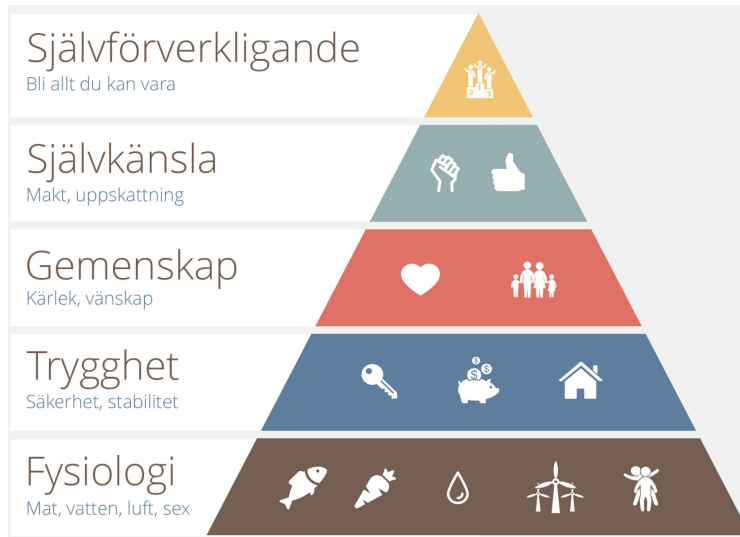 Självförverkligande
Bli allt du kan vara
Självkänsla
Makt, uppskattning
Gemenskap
Kärlek, vänskap
Trygghet
Säkerhet, stabilitet
Fysiologi
Mat, vatten, luft, sex